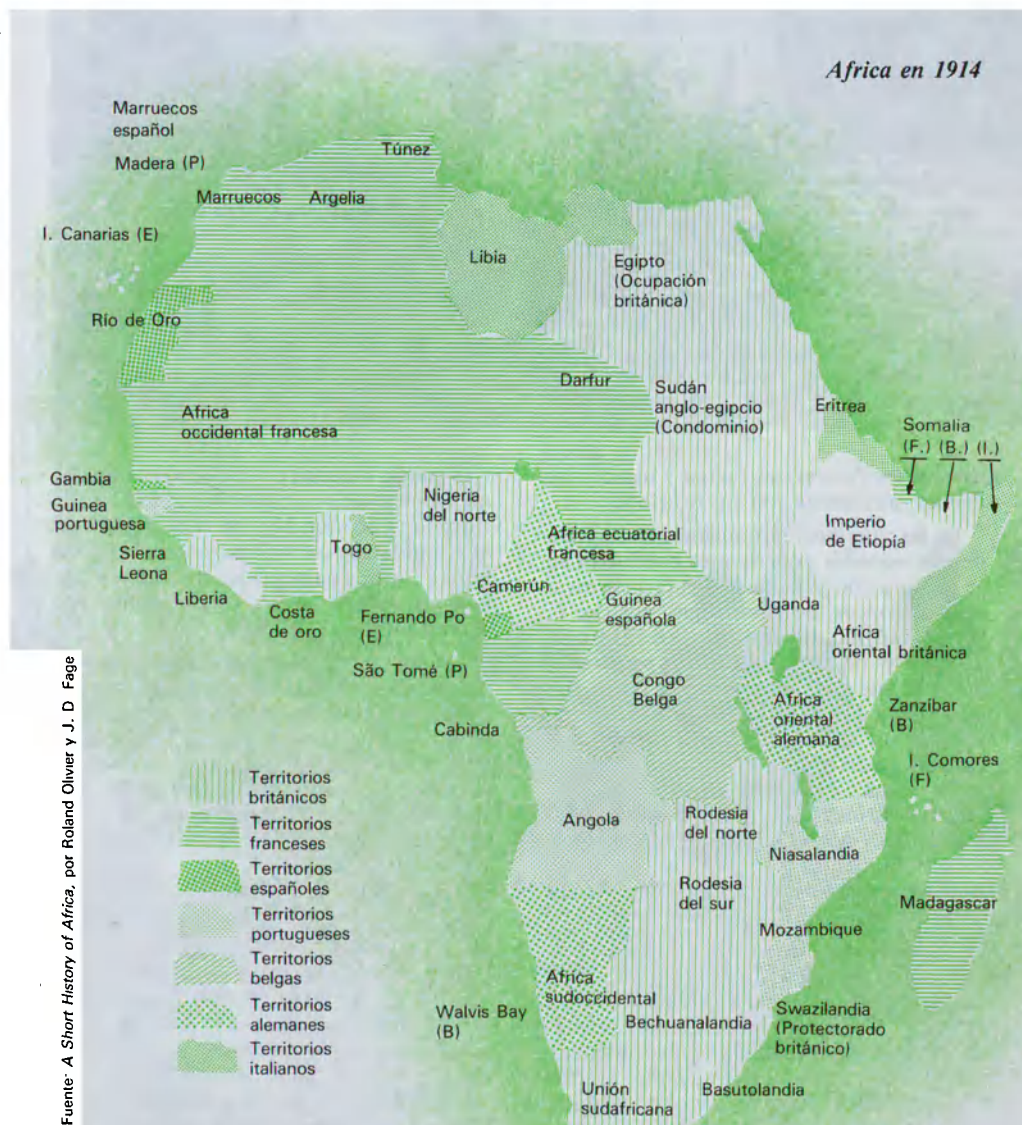 Africa en 1914
Marruecos
español
Madera (P)
Túnez
Marruecos
Argelia
I. Canarias (E)
Libia
Egipto
(Ocupación
británica)
Río de Oro
Darfur
Sudán
anglo-egipcio
(Condominio)
Eritrea
Africa
occidental francesa
Somalia
(F.) (B.) (I.)
Gambia
Guinea
portuguesa
Nigeria
del norte
Imperio
de Etiopía
Sierra
Leona
Togo
Africa ecuatorial
francesa
Liberia
Camerún
Costa
de oro
Fernando Po
(E)
Guinea
española
Uganda
Africa
oriental británica
São Tomé (P)
Congo
Belga
Africa
oriental
alemana
Zanzíbar
(B)
Cabinda
I. Comores
(F)
Angola
Rodesia
del norte
Niasalandia
Rodesia
del sur
Madagascar
Mozambique
Africa
sudoccidental
Walvis Bay
(B)
Bechuanalandia
Swazilandia
(Protectorado
británico)
Unión
sudafricana
Basutolandia
Territorios
británicos
Territorios
franceses
Territorios
españoles
Territorios
portugueses
Territorios
belgas
Territorios
alemanes
Territorios
italianos
Fuente· A Short History of Africa, por Roland Olivier y J. D Fage